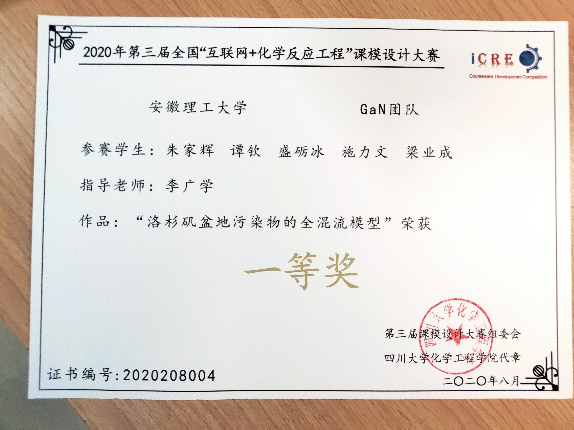 2020年第三届全国“互联网+化学反应工程”课模设计大赛
iCRE
Courseware Development Competition
安徽理工大学 GaN团队
参赛学生：朱家辉 谭钦 盛砺冰 施力文 梁业成
指导老师：李广学
作品：“洛杉矶盆地污染物的全混流模型”荣获
一等奖
第三届课模设计大赛组委会
四川大学化学工程学院代章
二〇二〇年八月
证书编号:2020208004